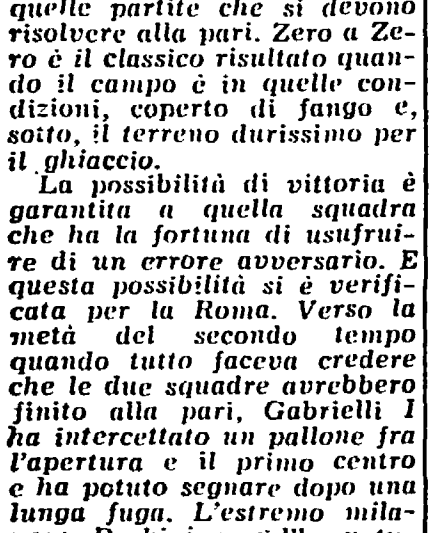 quelle partite che si devono
risolvere alla pari. Zero a Ze-
ro è il classico risultato quan-
do il campo è in quelle con-
dizioni, coperto di fango e,
sotto, il terreno durissimo per
il ghiaccio.
La possibilità di vittoria è
garantita a quella squadra
che ha la fortuna di usufrui-
re di un errore avversario. E
questa possibilità si è verifi-
cata per la Roma. Verso la
metà del secondo tempo
quando tutto faceva credere
che le due squadre avrebbero
finito alla pari, Gabrielli I
ha intercettato un pallone fra
l'apertura e il primo centro
e ha potuto segnare dopo una
lunga fuga. L'estremo mila-